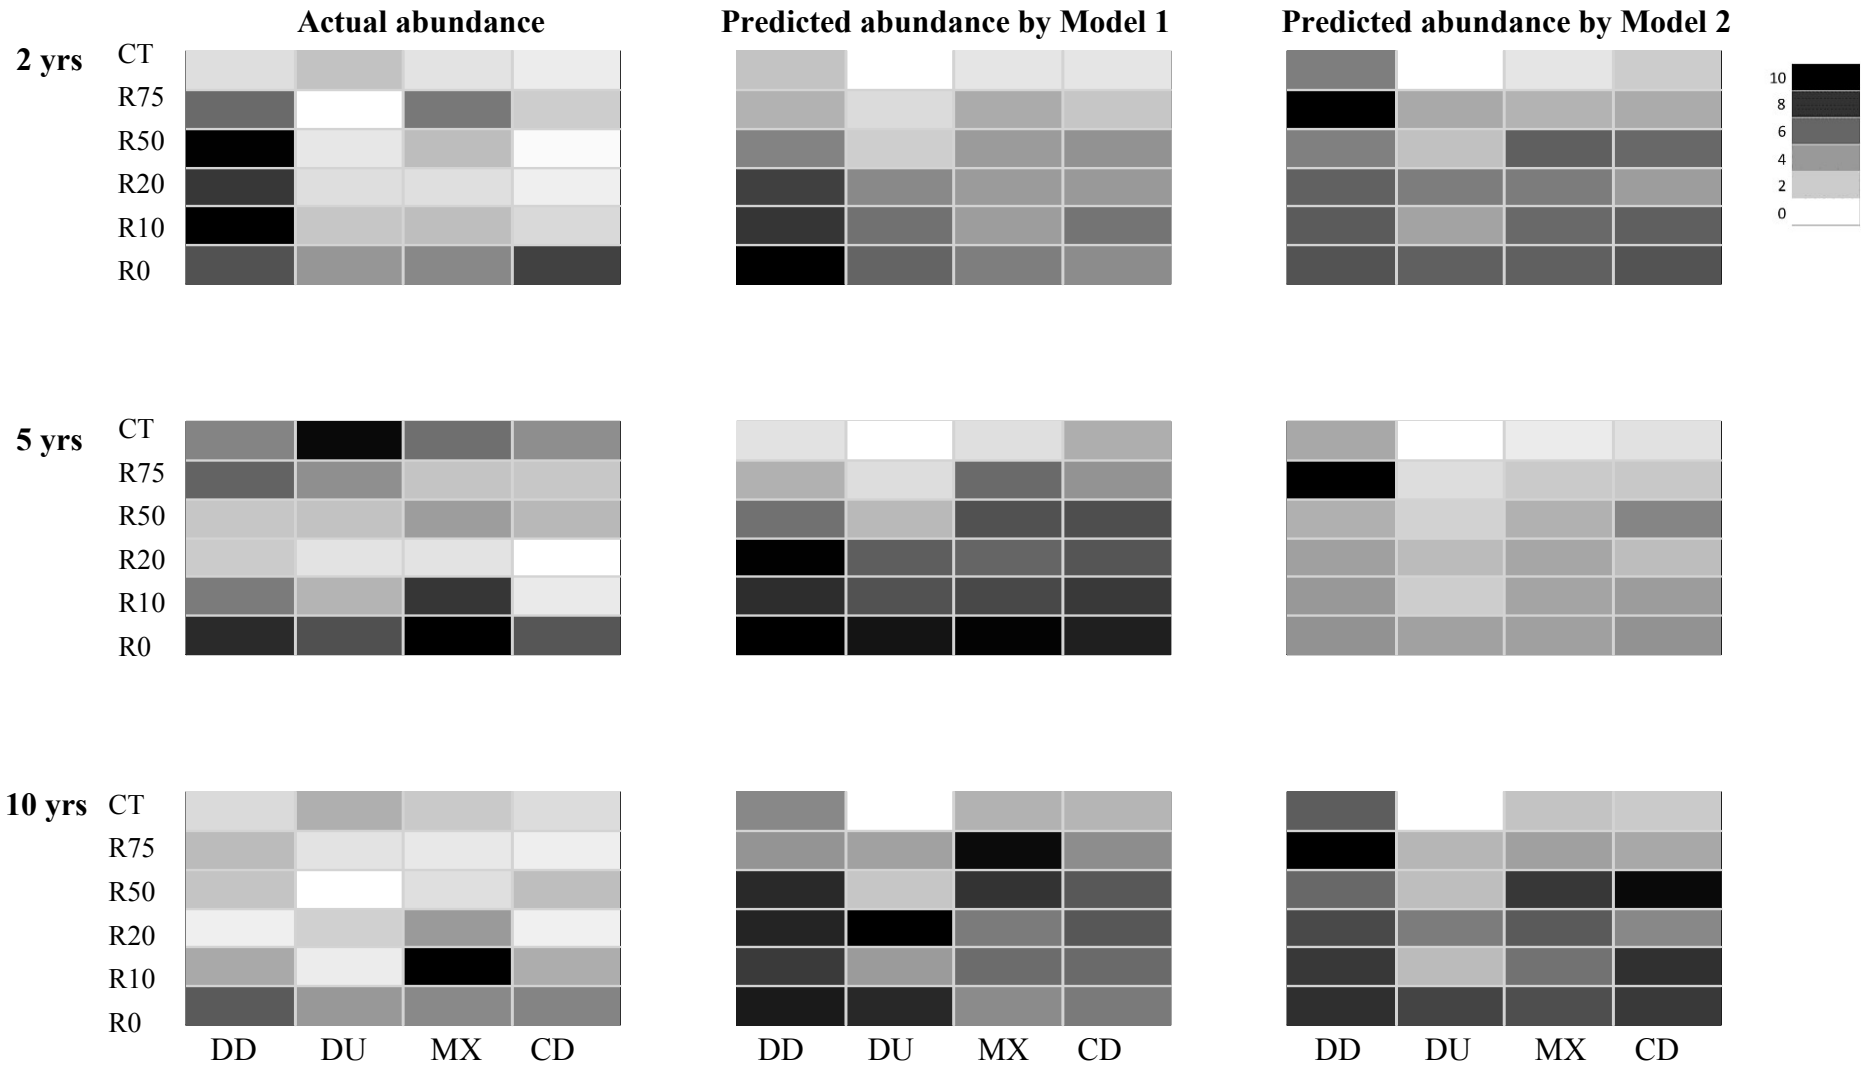 Actual abundance
Predicted abundance by Model 1
Predicted abundance by Model 2
2 yrs
CT
R75
R50
R20
R10
R0
10
8
6
4
2
0
5 yrs
CT
R75
R50
R20
R10
R0
10 yrs
CT
R75
R50
R20
R10
R0
DD DU MX CD
DD DU MX CD
DD DU MX CD